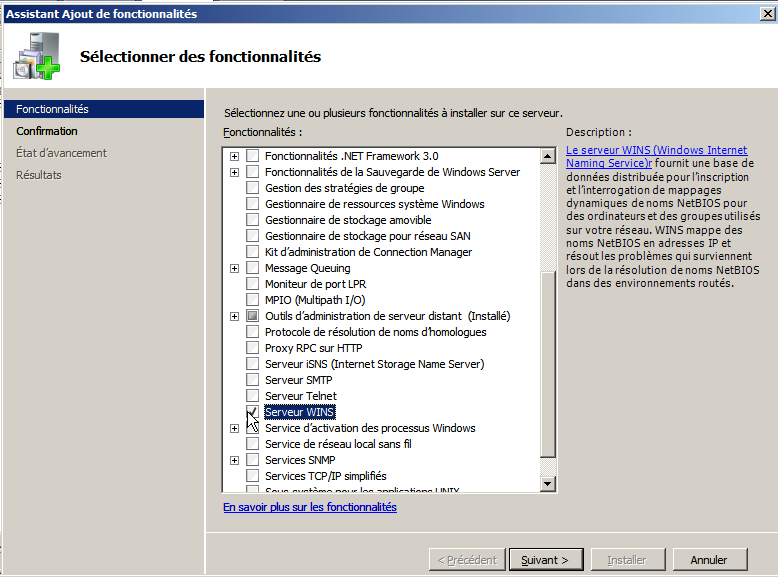 Assistant Ajout de fonctionnalités
Sélectionner des fonctionnalités
Fonctionnalités
Confirmation
État d'avancement
Résultats
Sélectionnez une ou plusieurs fonctionnalités à installer sur ce serveur.
Fonctionnalités :
Fonctionnalités .NET Framework 3.0
Fonctionnalités de la Sauvegarde de Windows Server
Gestion des stratégies de groupe
Gestionnaire de ressources système Windows
Gestionnaire de stockage amovible
Gestionnaire de stockage pour réseau SAN
Kit d'administration de Connection Manager
Message Queuing
Moniteur de port LPR
MPIO (Multipath I/O)
Outils d'administration de serveur distant (Installé)
Protocole de résolution de noms d'homologues
Proxy RPC sur HTTP
Serveur iSNS (Internet Storage Name Server)
Serveur SMTP
Serveur Telnet
Serveur WINS
Service d'activation des processus Windows
Service de réseau local sans fil
Services SNMP
Services TCP/IP simplifiés
Sous-système pour les applications UNIX
En savoir plus sur les fonctionnalités
Description :
Le serveur WINS (Windows Internet
Naming Service)r fournit une base de
données distribuée pour l'inscription
et l'interrogation de mappages
dynamiques de noms NetBIOS pour
des ordinateurs et des groupes utilisés
sur votre réseau. WINS mappe des
noms NetBIOS en adresses IP et
résout les problèmes qui surviennent
lors de la résolution de noms NetBIOS
dans des environnements routés.
< Précédent
Suivant >
Installer
Annuler